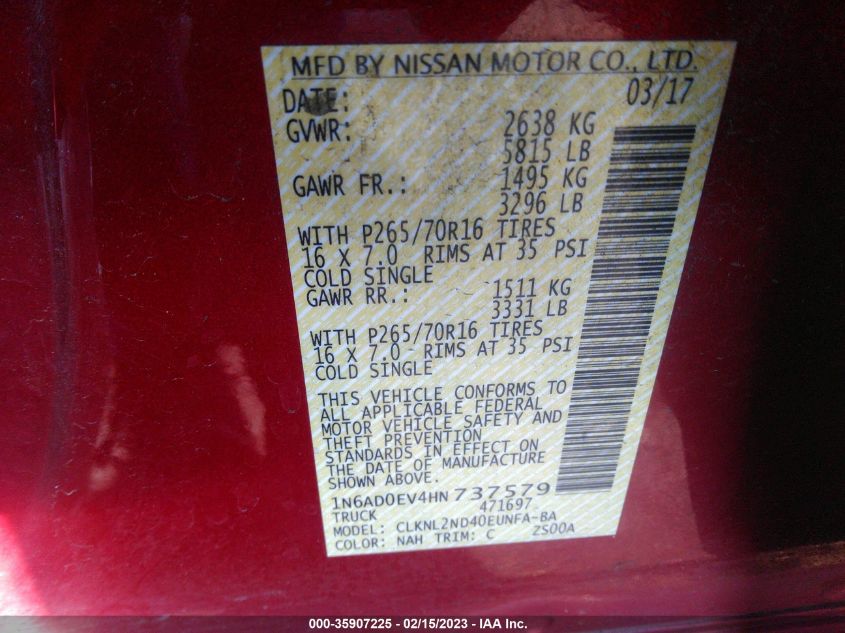 MFD BY NISSAN MOTOR CO., LTD.
DATE: 03/17
GVWR: 2638 KG
5815 LB
GAWR FR.: 1495 KG
3296 LB
WITH P265/70R16 TIRES
16 X 7.0 RIMS AT 35 PSI
COLD SINGLE
GAWR RR.: 1511 KG
3331 LB
WITH P265/70R16 TIRES
16 X 7.0 RIMS AT 35 PSI
COLD SINGLE
THIS VEHICLE CONFORMS TO
ALL APPLICABLE FEDERAL
MOTOR VEHICLE SAFETY AND
THEFT PREVENTION
STANDARDS IN EFFECT ON
THE DATE OF MANUFACTURE
SHOWN ABOVE.
1N6AD0EV4HN 737579
TRUCK 471697
MODEL: CLKNL2ND40EUNFA-BA
COLOR: NAH TRIM: C ZS00A
000-35907225 - 02/15/2023 - IAA Inc.